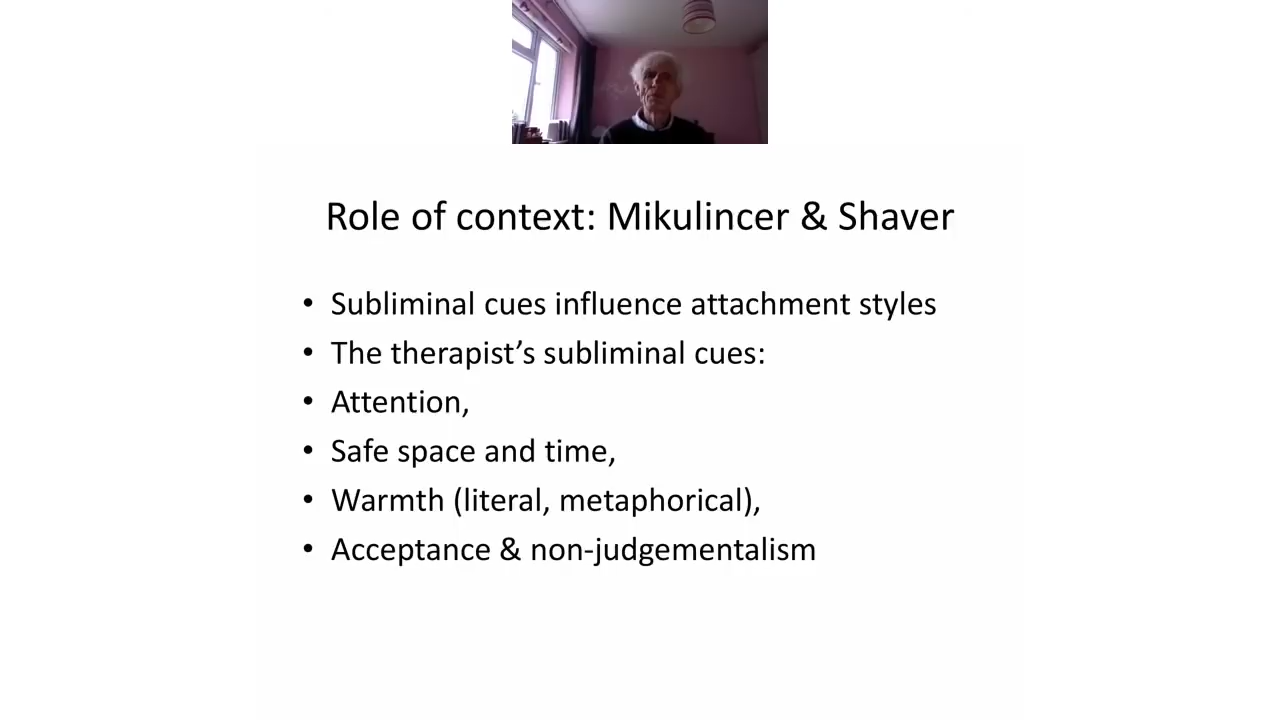 Role of context: Mikulincer & Shaver
• Subliminal cues influence attachment styles
• The therapist’s subliminal cues:
• Attention,
• Safe space and time,
• Warmth (literal, metaphorical),
• Acceptance & non-judgementalism